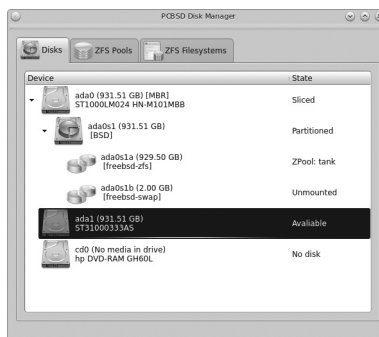 PCBSD Disk Manager
Disks
ZFS Pools
ZFS Filesystems
Device
State
ada0 (931.51 GB) [MBR]
ST1000LM024 HN-M101MBB
Sliced
ada0s1 (931.51 GB)
[BSD]
Partitioned
ada0s1a (929.50 GB)
[freebsd-zfs]
ZPool: tank
ada0s1b (2.00 GB)
[freebsd-swap]
Unmounted
ada1 (931.51 GB)
ST31000333AS
Avaliable
cd0 (No media in drive)
hp DVD-RAM GH60L
No disk